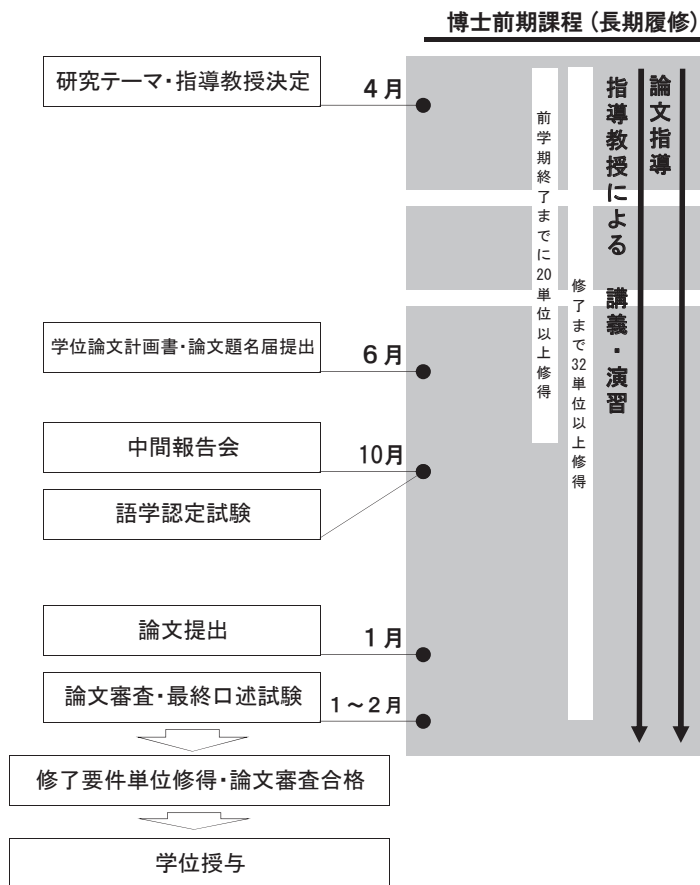 博士前期課程（長期履修）
研究テーマ・指導教授決定
4月
学位論文計画書・論文題名届提出
6月
中間報告会
10月
語学認定試験
論文提出
1月
論文審査・最終口述試験
1～2月
修了要件単位修得・論文審査合格
学位授与
前学期終了までに20単位以上修得
修了まで32単位以上修得
指導教授による 講義・演習
論文指導